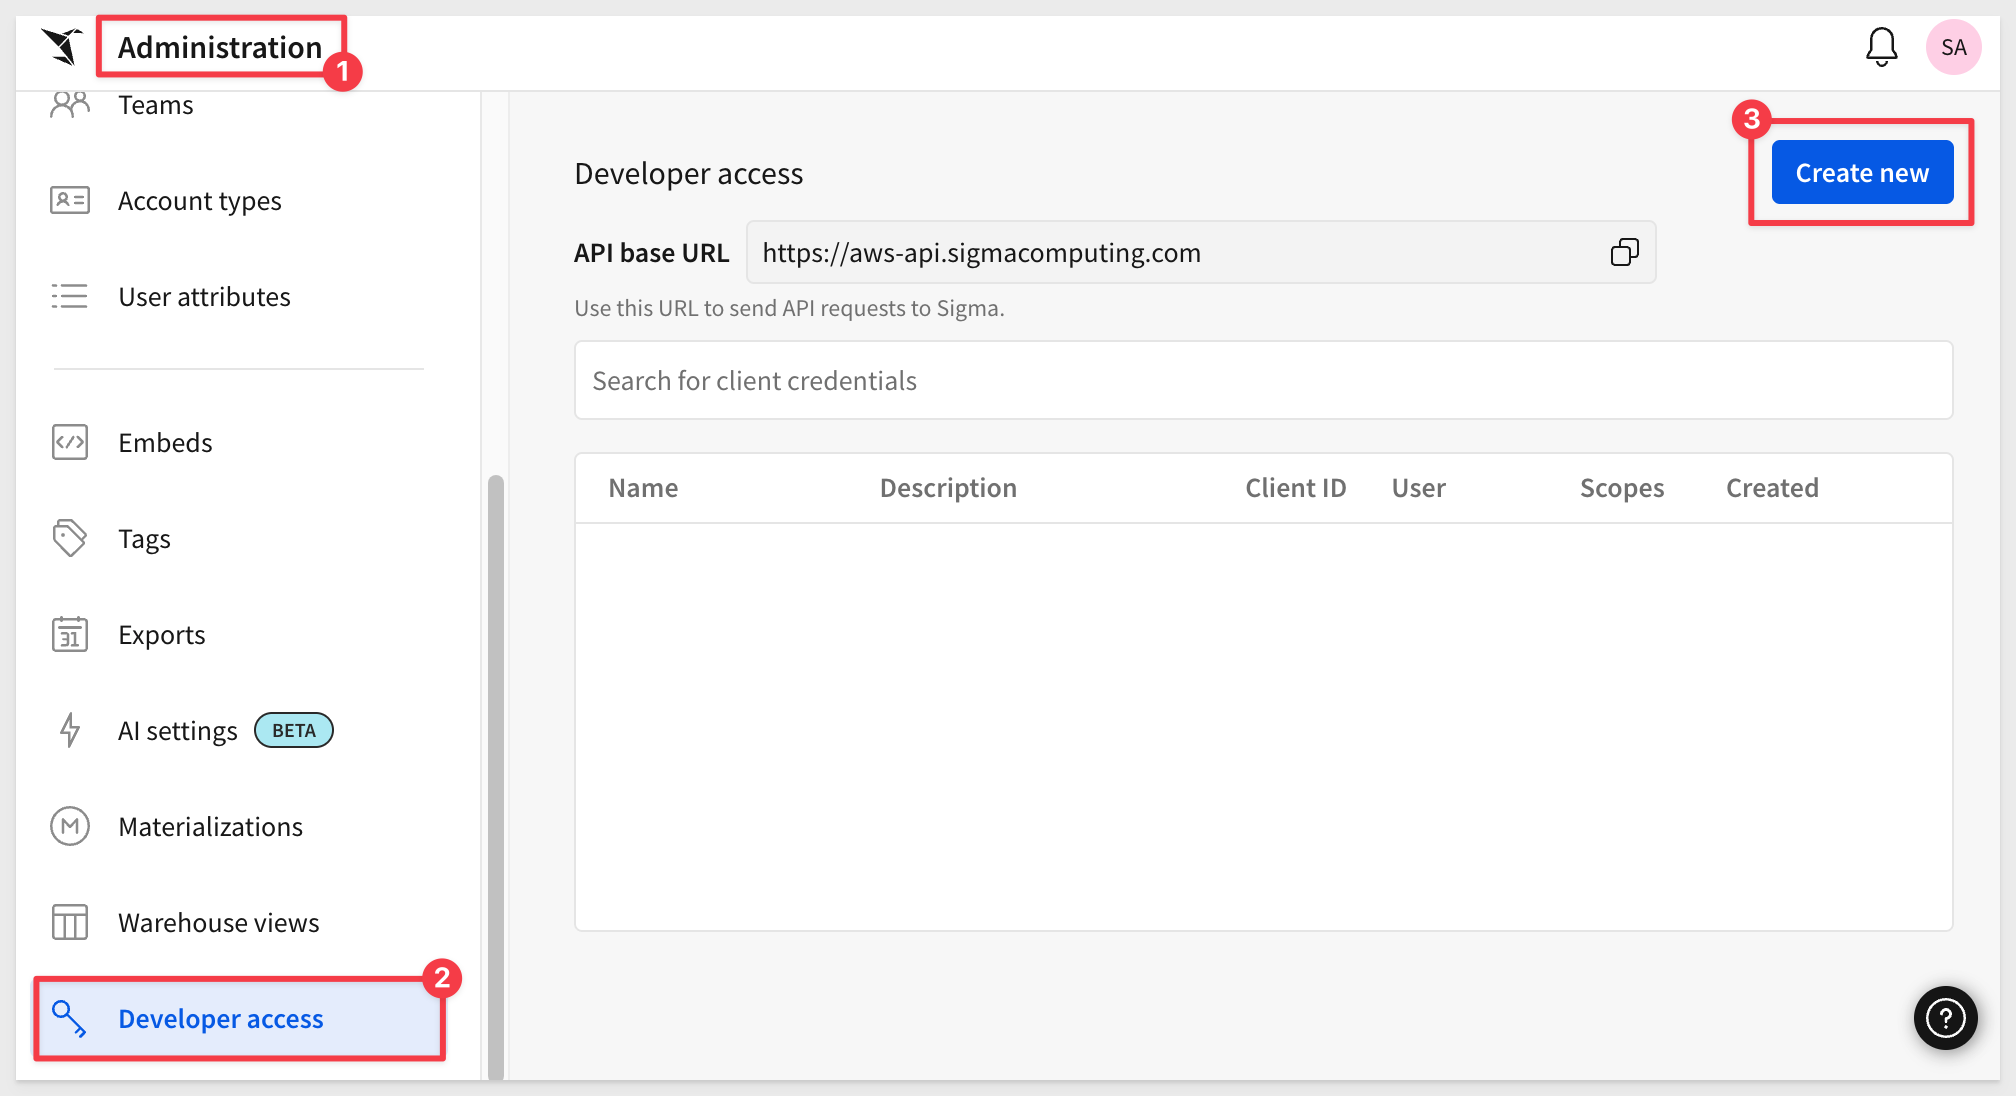 Administration
1
SA
Teams
Account types
User attributes
Embeds
Tags
31
Exports
AI settings BETA
M
Materializations
Warehouse views
2
Developer access
3
Developer access
Create new
API base URL https://aws-api.sigmacomputing.com
Use this URL to send API requests to Sigma.
Search for client credentials
Name Description Client ID User Scopes Created
?